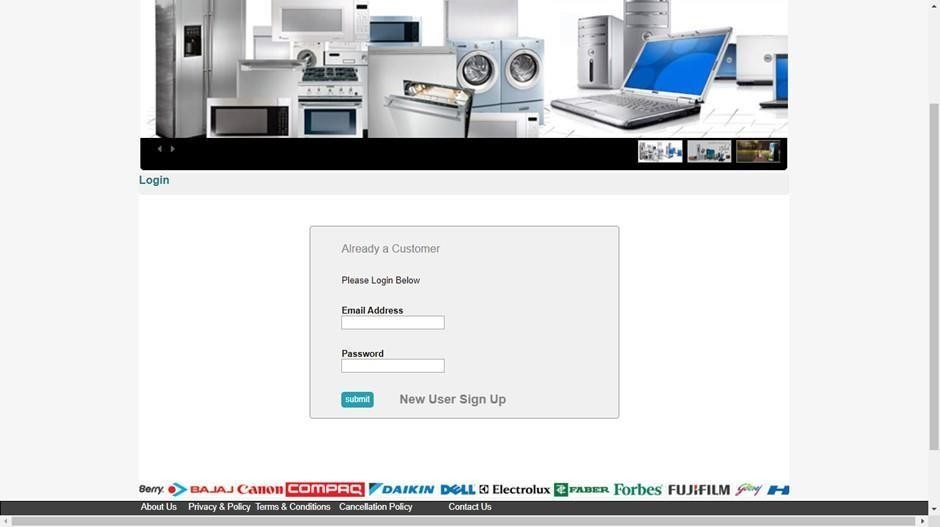 Login
Already a Customer
Please Login Below
Email Address
Password
submit New User Sign Up
Berry. BAJAJ Canon COMPAQ DAIKIN DELL Electrolux FABER Forbes FUJIFILM Godrej
About Us Privacy & Policy Terms & Conditions Cancellation Policy Contact Us